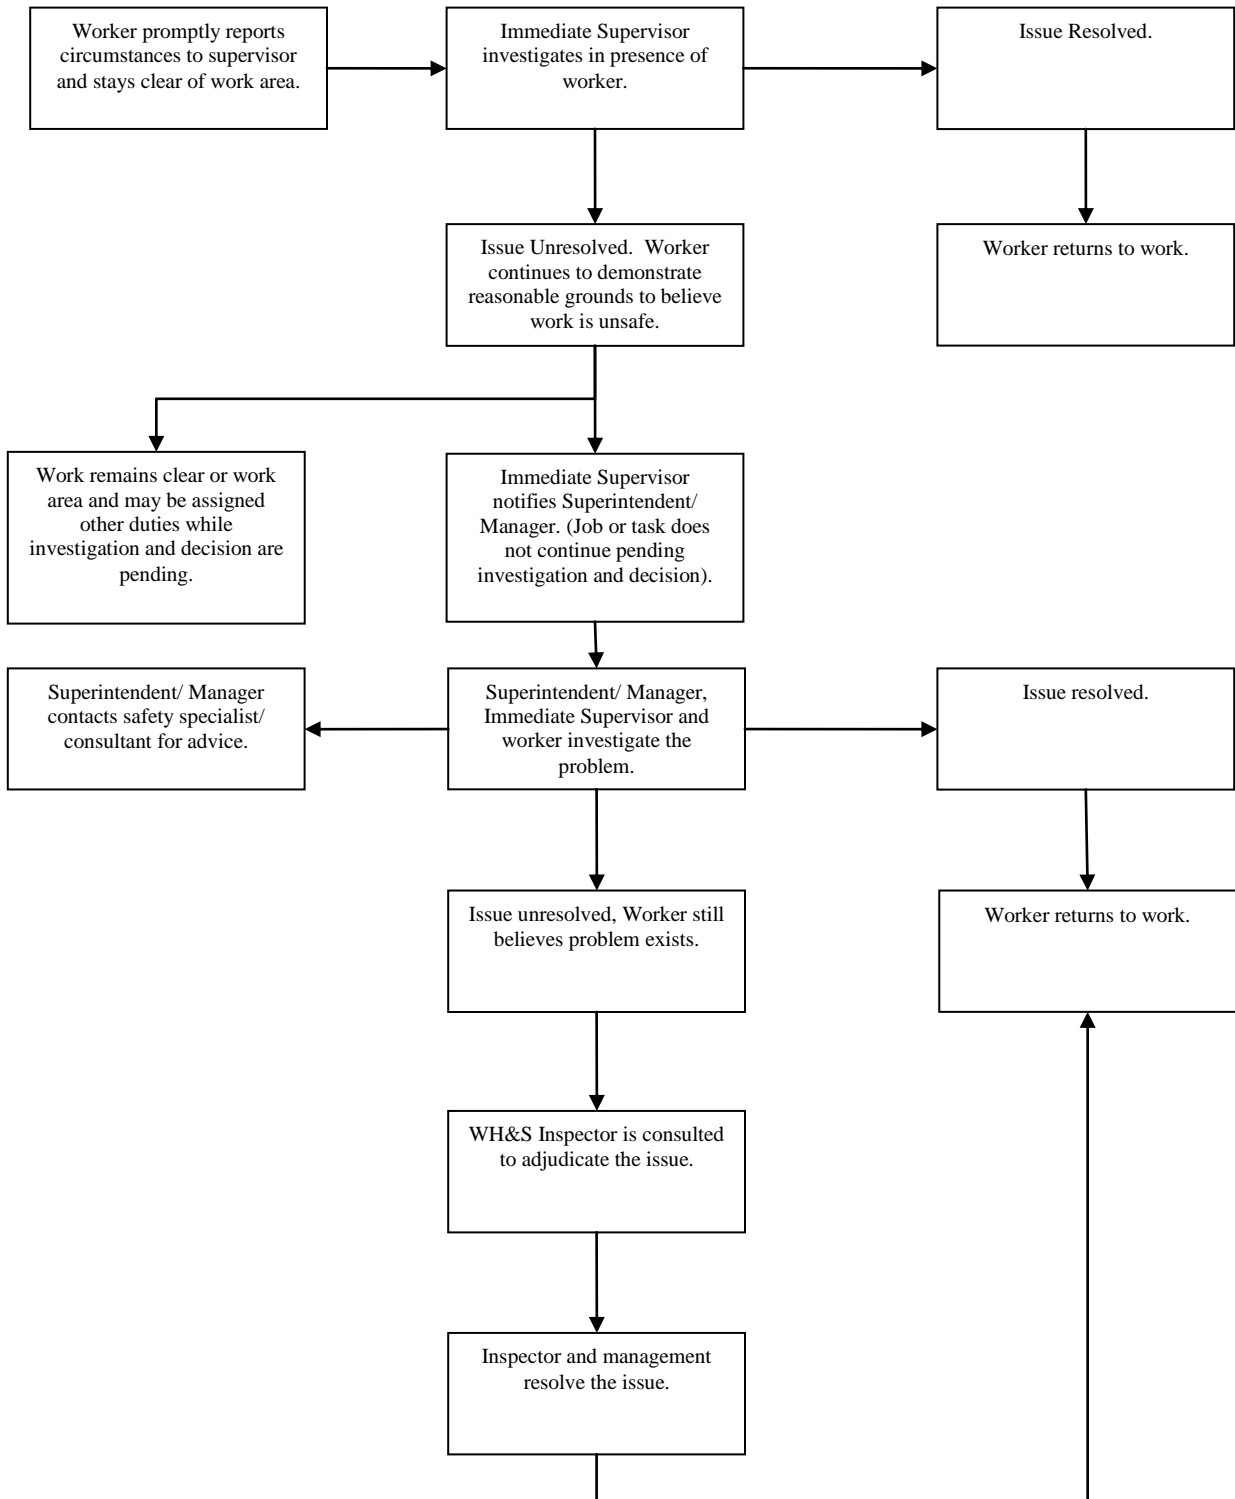 Worker promptly reports
circumstances to supervisor
and stays clear of work area.
Immediate Supervisor
investigates in presence of
worker.
Issue Resolved.
Issue Unresolved.  Worker
continues to demonstrate
reasonable grounds to believe
work is unsafe.
Worker returns to work.
Work remains clear or work
area and may be assigned
other duties while
investigation and decision are
pending.
Immediate Supervisor
notifies Superintendent/
Manager. (Job or task does
not continue pending
investigation and decision).
Superintendent/ Manager
contacts safety specialist/
consultant for advice.
Superintendent/ Manager,
Immediate Supervisor and
worker investigate the
problem.
Issue resolved.
Issue unresolved, Worker still
believes problem exists.
Worker returns to work.
WH&S Inspector is consulted
to adjudicate the issue.
Inspector and management
resolve the issue.